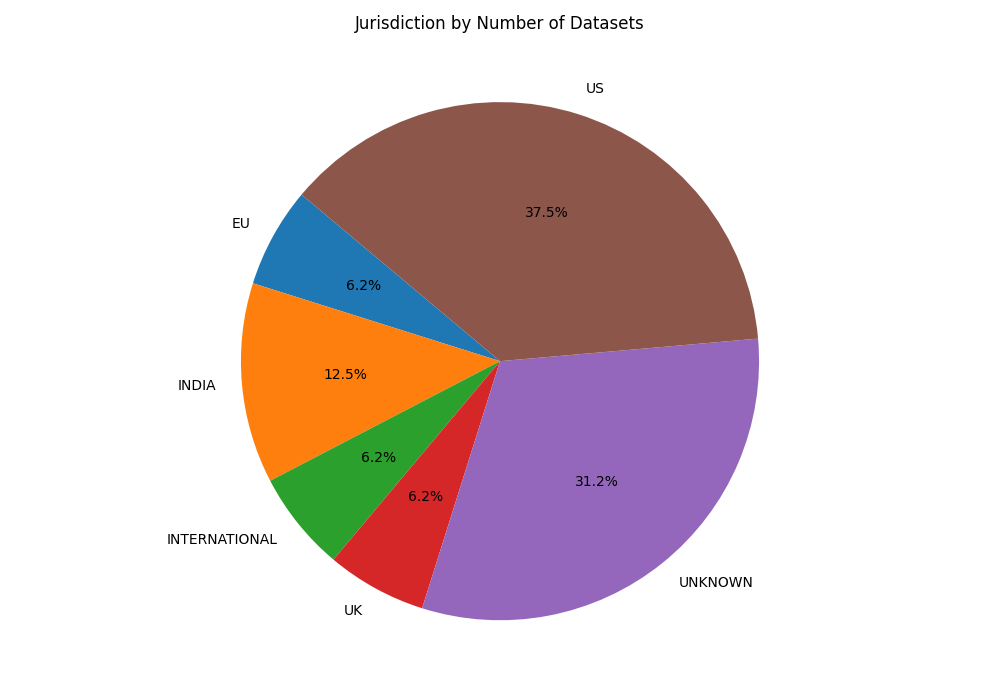 Jurisdiction by Number of Datasets
US
37.5%
EU
6.2%
INDIA
12.5%
INTERNATIONAL
6.2%
UK
6.2%
UNKNOWN
31.2%